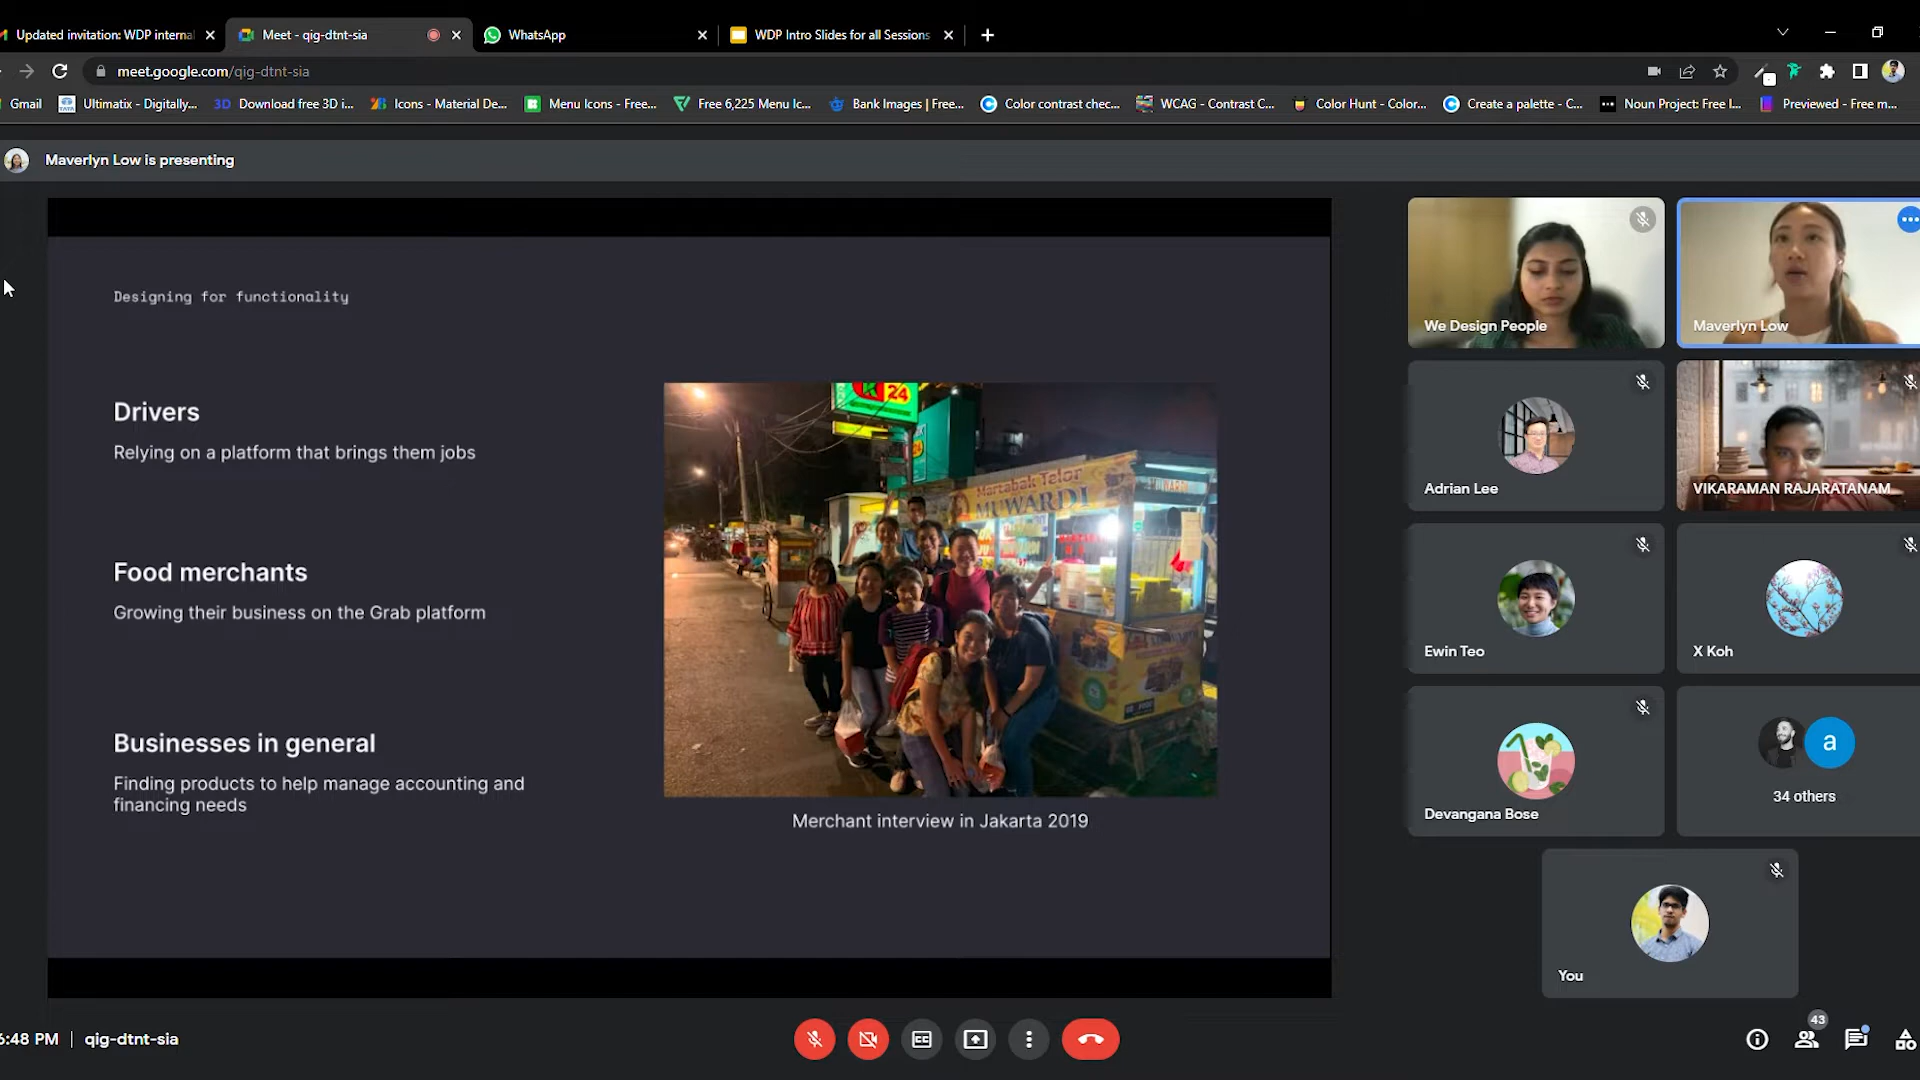 Updated invitation: WDP interna
Meet - qig-dtnt-sia
WhatsApp
WDP Intro Slides for all Sessions
meet.google.com/qig-dtnt-sia
Gmail
Ultimatix - Digitally...
Download free 3D i...
Icons - Material De...
Menu Icons - Free...
Free 6,225 Menu Ic...
Bank Images | Free...
Color contrast chec...
WCAG - Contrast C...
Color Hunt - Color...
Create a palette - C...
Noun Project: Free I...
Previewed - Free m...
Maverlyn Low is presenting
Designing for functionality
Drivers
Relying on a platform that brings them jobs
Food merchants
Growing their business on the Grab platform
Businesses in general
Finding products to help manage accounting and
financing needs
K 24
Martabak Telor
MUWARDI
Merchant interview in Jakarta 2019
We Design People
Maverlyn Low
Adrian Lee
VIKARAMAN RAJARATANAM
Ewin Teo
X Koh
Devangana Bose
a
34 others
You
6:48 PM | qig-dtnt-sia
43